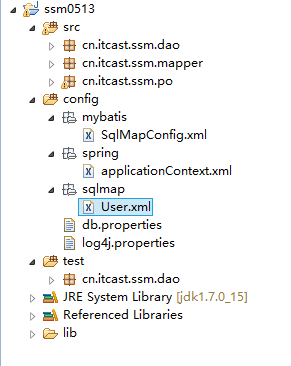 ssm0513
src
cn.itcast.ssm.dao
cn.itcast.ssm.mapper
cn.itcast.ssm.po
config
mybatis
SqlMapConfig.xml
spring
applicationContext.xml
sqlmap
User.xml
db.properties
log4j.properties
test
cn.itcast.ssm.dao
JRE System Library [jdk1.7.0_15]
Referenced Libraries
lib